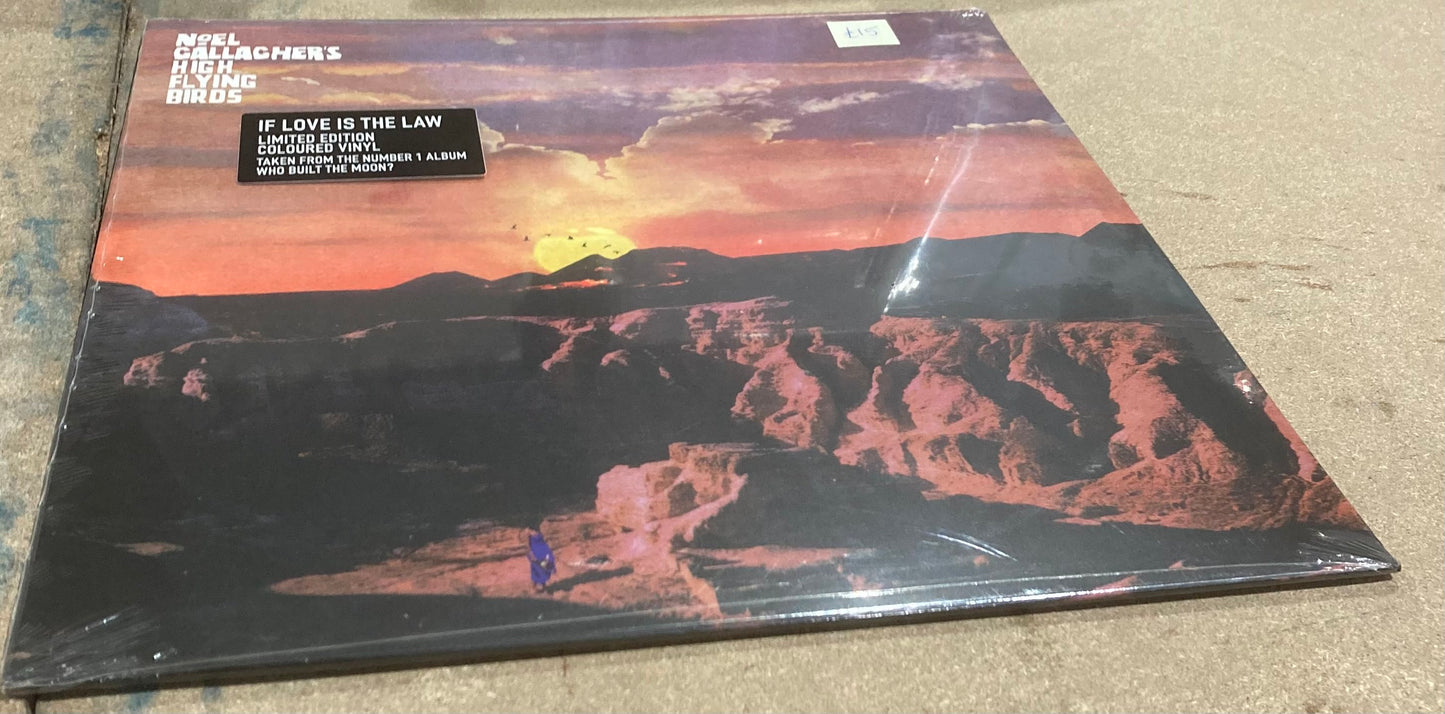 NOEL
GALLAGHER'S
HIGH
FLYING
BIRDS
£15
IF LOVE IS THE LAW
LIMITED EDITION
COLOURED VINYL
TAKEN FROM THE NUMBER 1 ALBUM
WHO BUILT THE MOON?